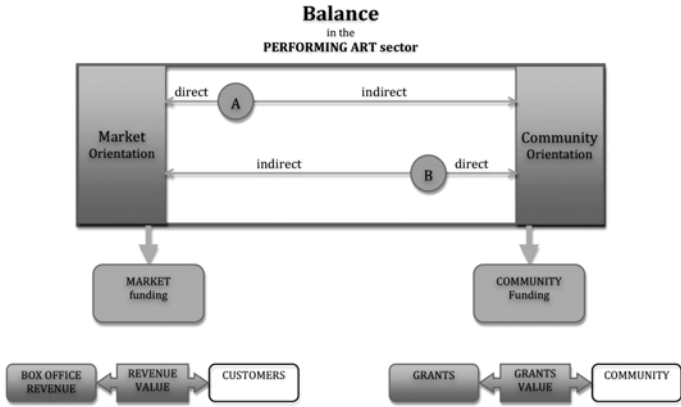 Balance
in the
PERFORMING ART sector
direct
A
indirect
Market
Orientation
Community
Orientation
indirect
B
direct
MARKET
funding
COMMUNITY
Funding
BOX OFFICE
REVENUE
REVENUE
VALUE
CUSTOMERS
GRANTS
GRANTS
VALUE
COMMUNITY